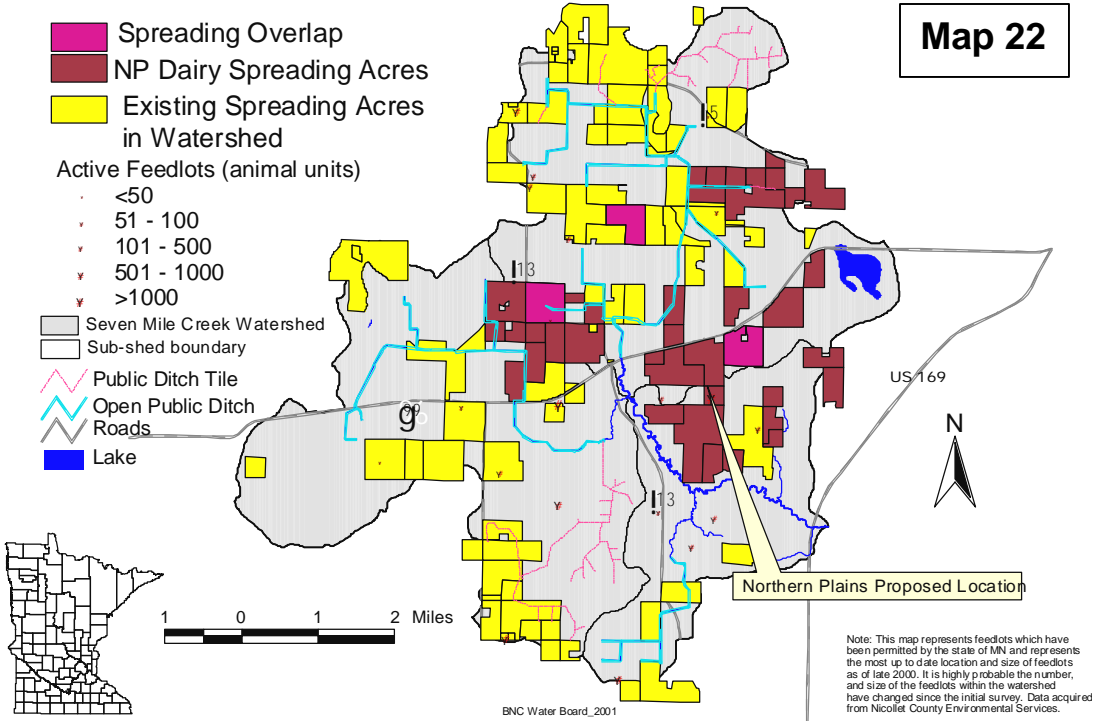 Map 22
Spreading Overlap
NP Dairy Spreading Acres
Existing Spreading Acres
in Watershed
Active Feedlots (animal units)
<50
51 - 100
101 - 500
501 - 1000
>1000
Seven Mile Creek Watershed
Sub-shed boundary
Public Ditch Tile
Open Public Ditch
Roads
Lake
5
13
US 169
99
N
13
Northern Plains Proposed Location
1 0 1 2 Miles
Note: This map represents feedlots which have
been permitted by the state of MN and represents
the most up to date location and size of feedlots
as of late 2000. It is highly probable the number,
and size of the feedlots within the watershed
have changed since the initial survey. Data acquired
from Nicollet County Environmental Services.
BNC Water Board_2001